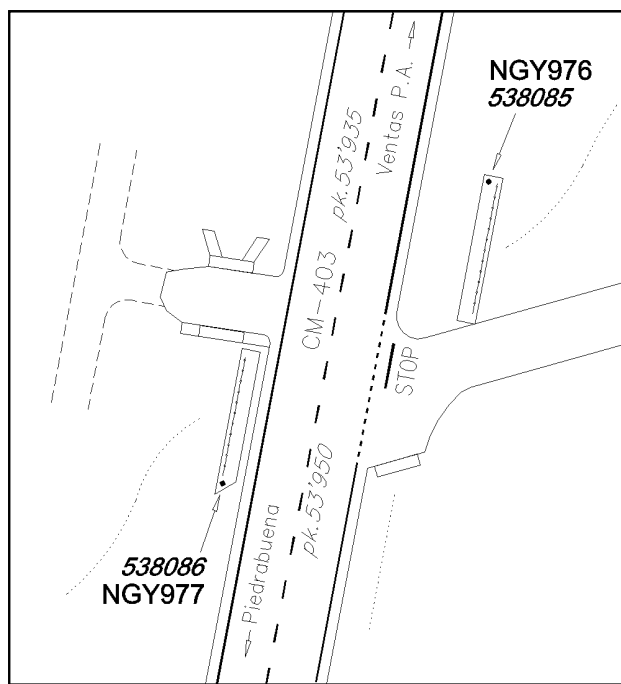 NGY976
538085
Ventas P.A.
pk.53'935
CM-403
STOP
pk.53'950
Piedrabuena
538086
NGY977